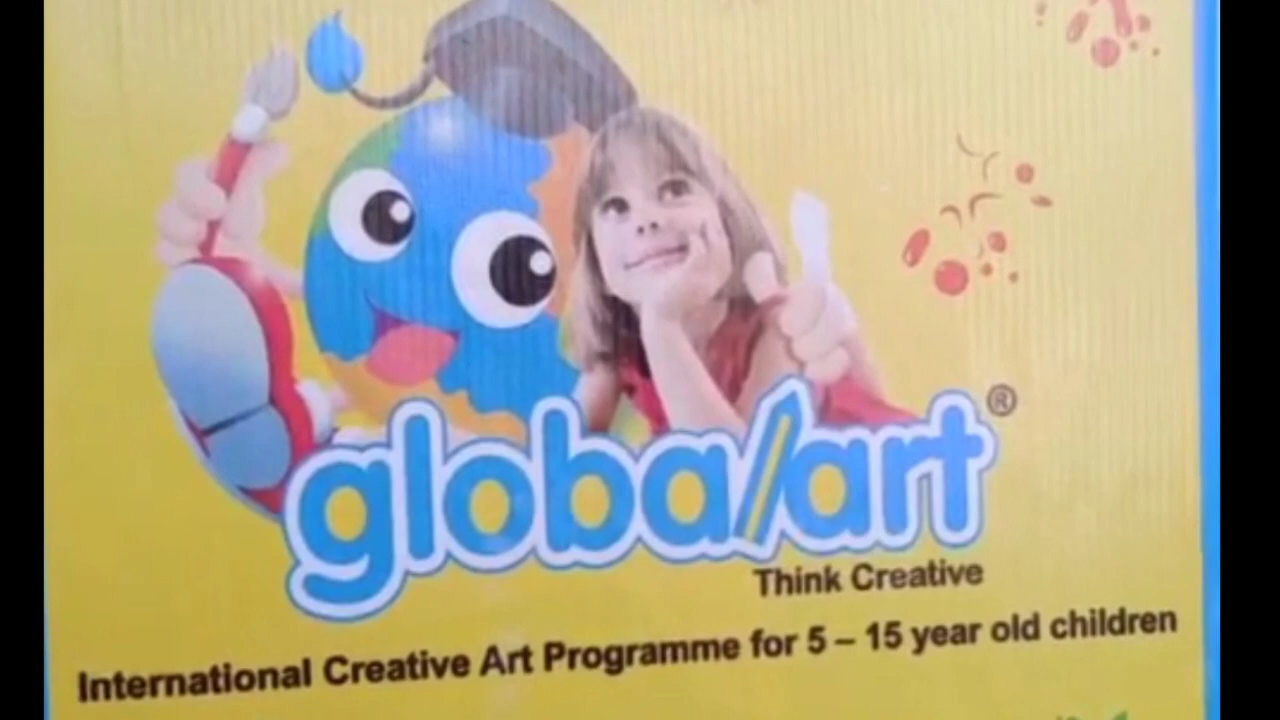 globalart®
Think Creative
International Creative Art Programme for 5 – 15 year old children